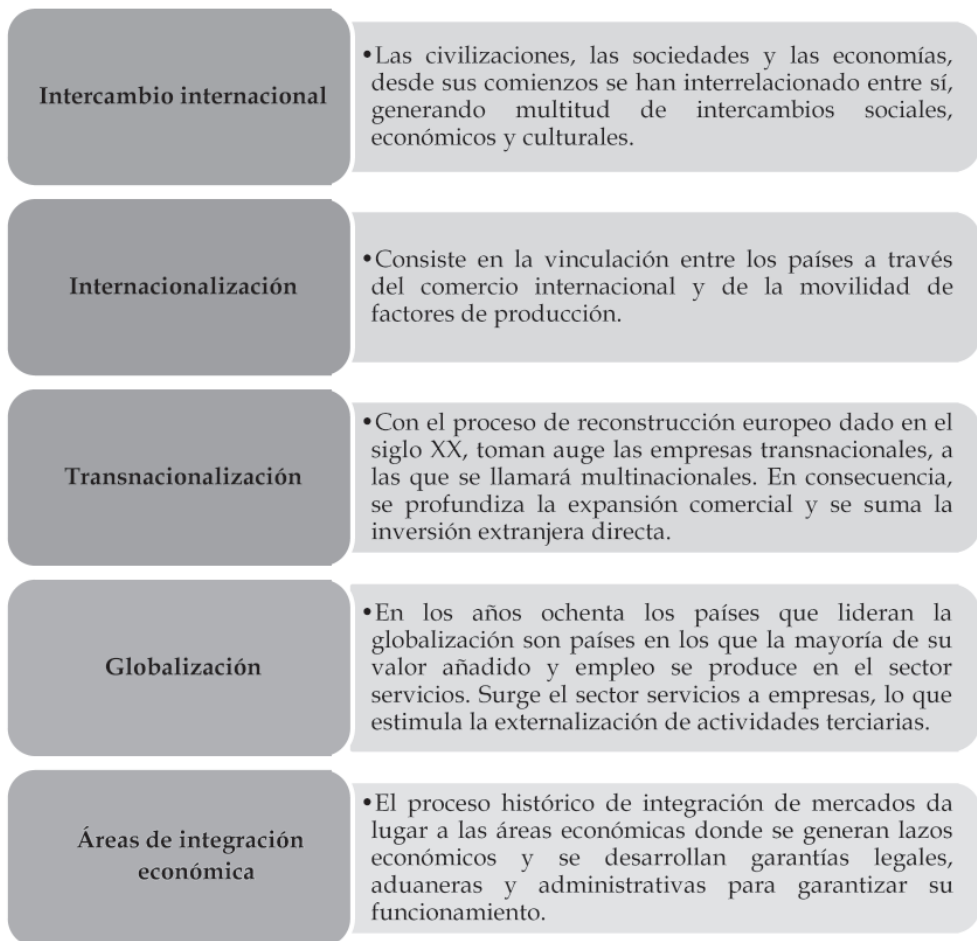 Intercambio internacional
•Las civilizaciones, las sociedades y las economías,
desde sus comienzos se han interrelacionado entre sí,
generando multitud de intercambios sociales,
económicos y culturales.
Internacionalización
•Consiste en la vinculación entre los países a través
del comercio internacional y de la movilidad de
factores de producción.
Transnacionalización
•Con el proceso de reconstrucción europeo dado en el
siglo XX, toman auge las empresas transnacionales, a
las que se llamará multinacionales. En consecuencia,
se profundiza la expansión comercial y se suma la
inversión extranjera directa.
Globalización
•En los años ochenta los países que lideran la
globalización son países en los que la mayoría de su
valor añadido y empleo se produce en el sector
servicios. Surge el sector servicios a empresas, lo que
estimula la externalización de actividades terciarias.
Áreas de integración
económica
•El proceso histórico de integración de mercados da
lugar a las áreas económicas donde se generan lazos
económicos y se desarrollan garantías legales,
aduaneras y administrativas para garantizar su
funcionamiento.